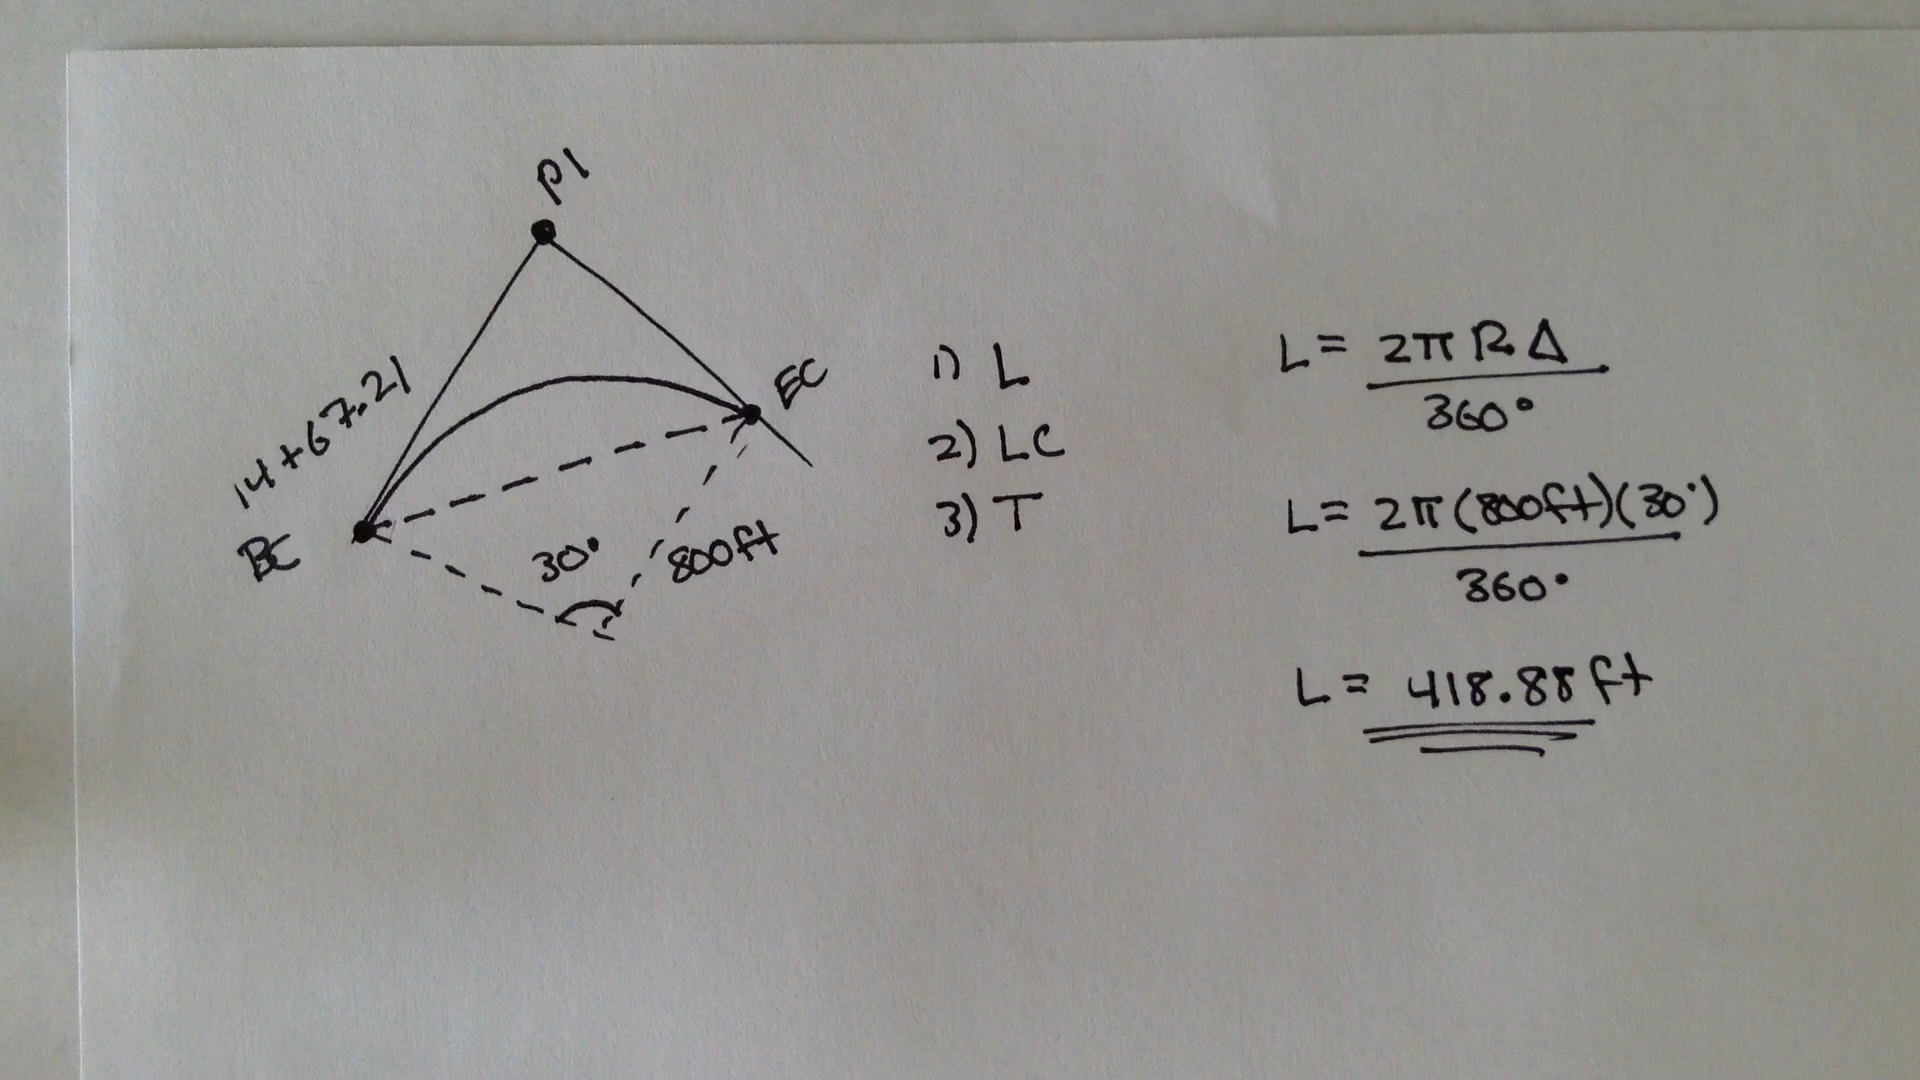 PI
14+67.21
BC
EC
30°
800ft
1) L
2) LC
3) T
L = 2πRΔ
360°
L = 2π(800ft)(30°)
360°
L = 418.88 ft